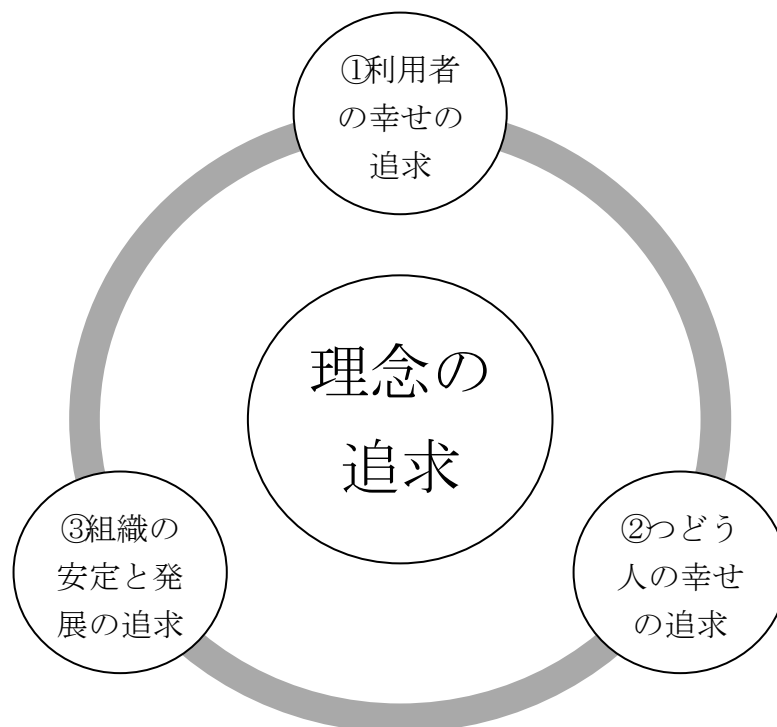 ①利用者
の幸せの
追求
理念の
追求
③組織の
安定と発
展の追求
②つどう
人の幸せ
の追求